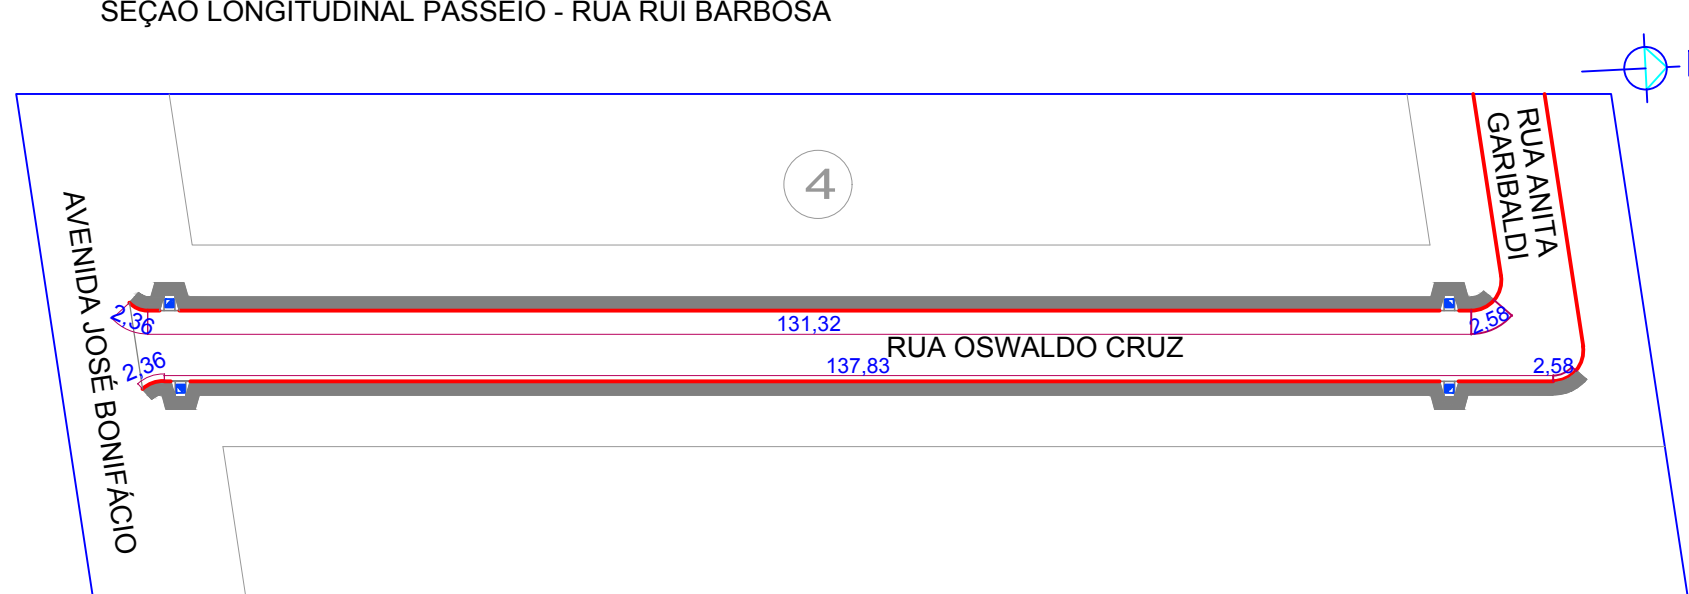 SEÇÃO LONGITUDINAL PASSEIO - RUA RUI BARBOSA
RUA ANITA
GARIBALDI
4
AVENIDA JOSÉ BONIFÁCIO
2,36
131,32
2,58
RUA OSWALDO CRUZ
2,36
137,83
2,58